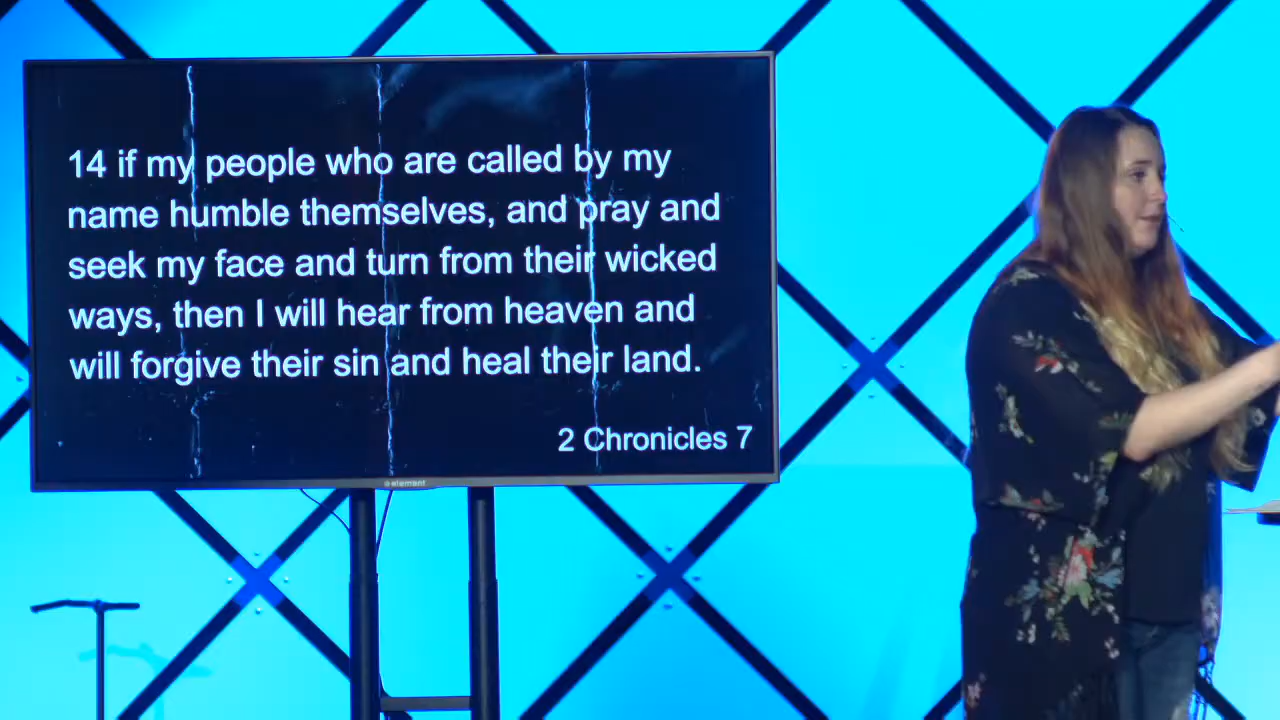 14 if my people who are called by my
name humble themselves, and pray and
seek my face and turn from their wicked
ways, then I will hear from heaven and
will forgive their sin and heal their land.
2 Chronicles 7
element